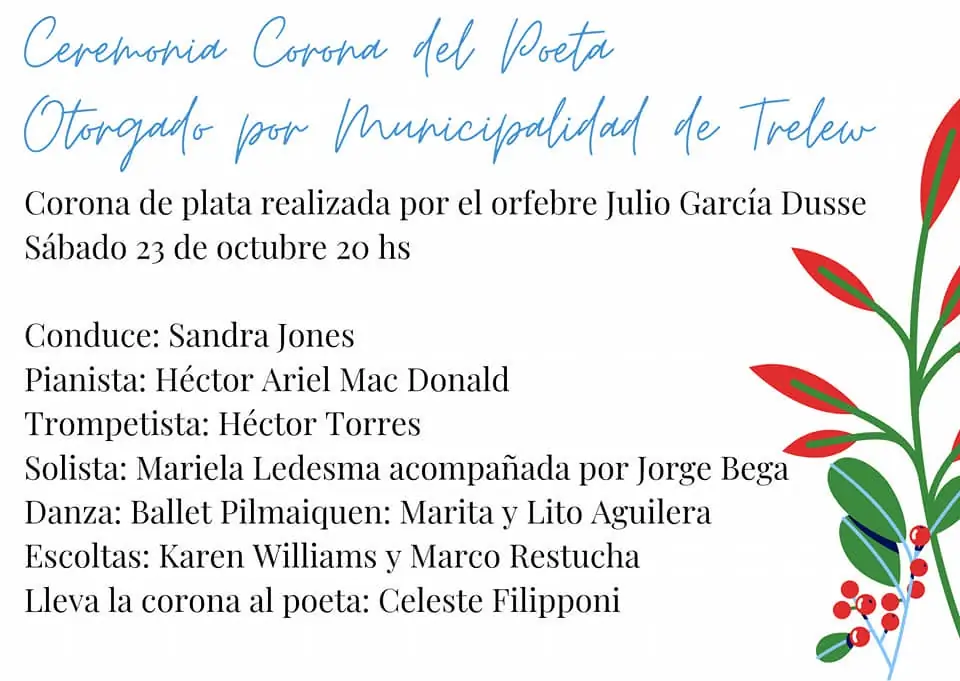 Ceremonia Corona del Poeta
Otorgado por Municipalidad de Trelew
Corona de plata realizada por el orfebre Julio García Dusse
Sábado 23 de octubre 20 hs
Conduce: Sandra Jones
Pianista: Héctor Ariel Mac Donald
Trompetista: Héctor Torres
Solista: Mariela Ledesma acompañada por Jorge Bega
Danza: Ballet Pilmaiquen: Marita y Lito Aguilera
Escoltas: Karen Williams y Marco Restucha
Lleva la corona al poeta: Celeste Filipponi